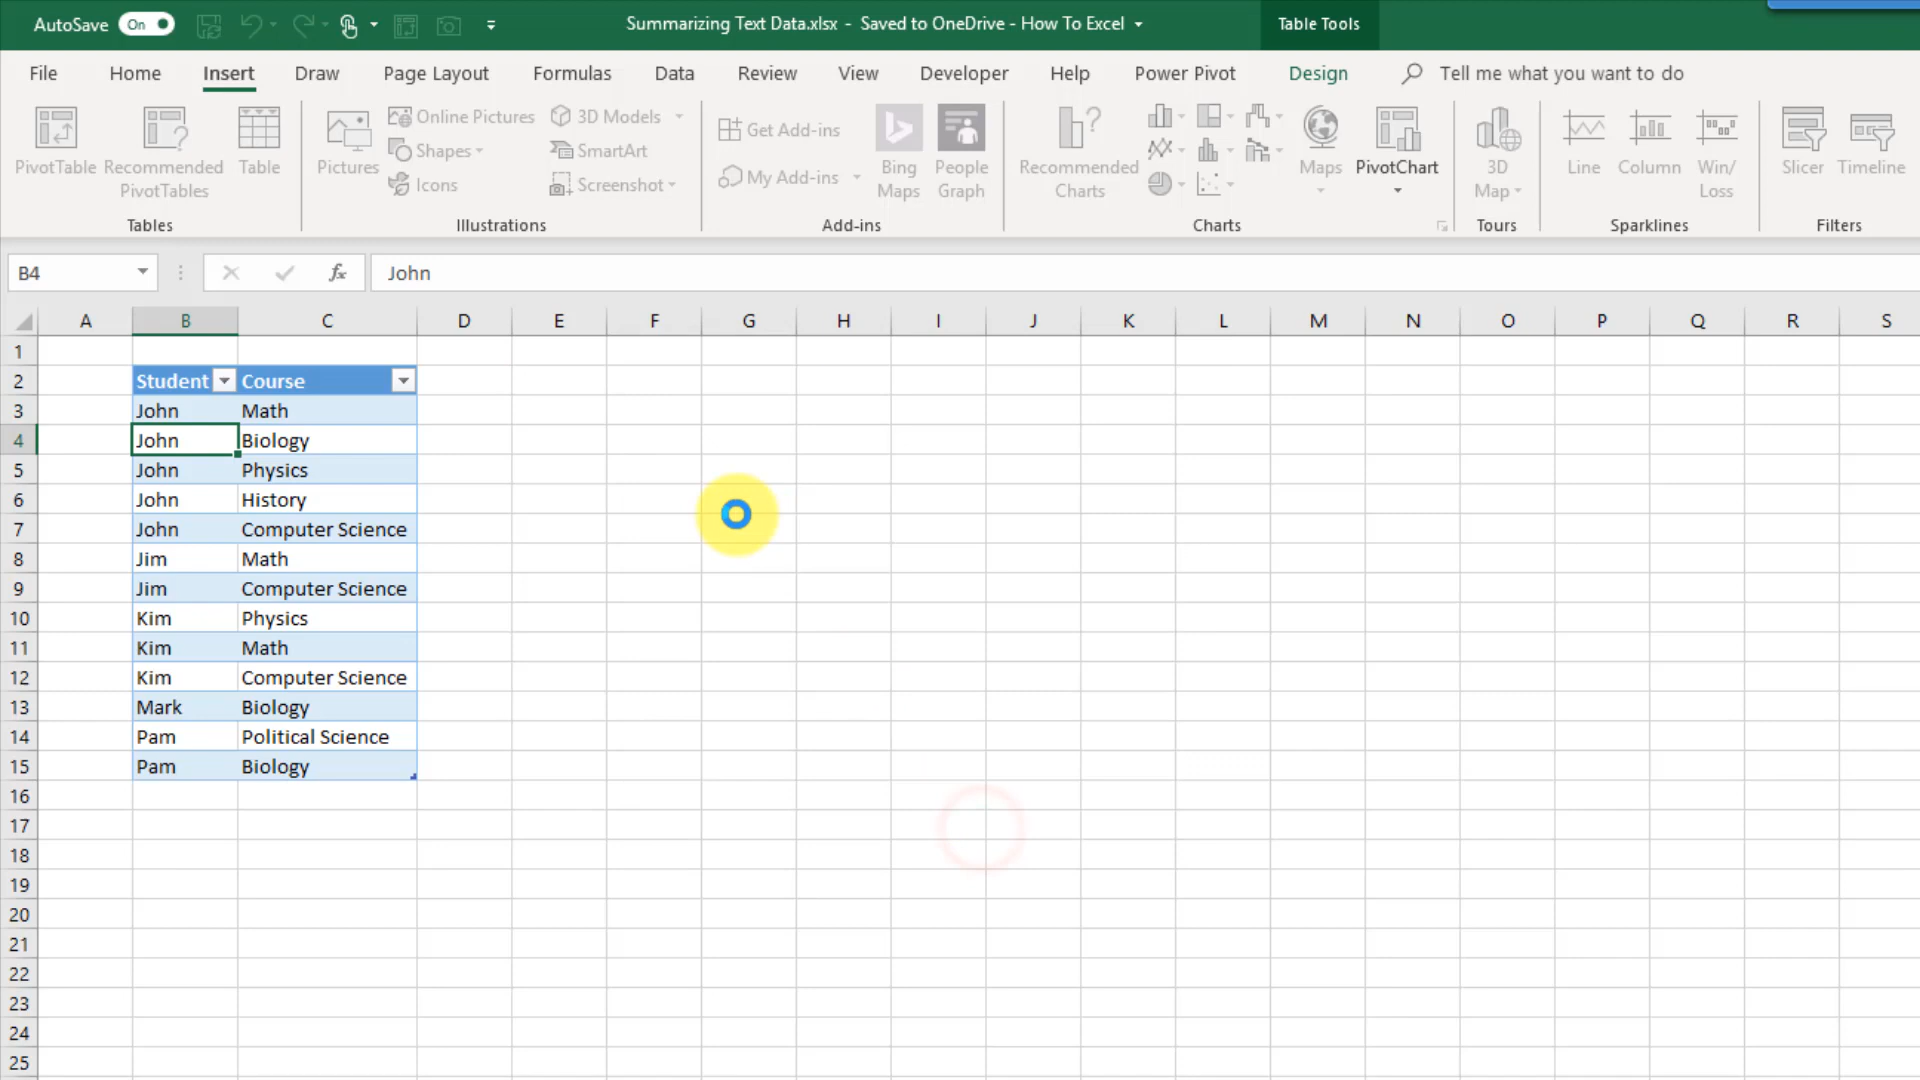 AutoSave On Summarizing Text Data.xlsx - Saved to OneDrive - How To Excel Table Tools
File Home Insert Draw Page Layout Formulas Data Review View Developer Help Power Pivot Design Tell me what you want to do
PivotTable
Recommended
PivotTables
Table
Tables
Pictures
Online Pictures
Shapes
Icons
3D Models
SmartArt
Screenshot
Illustrations
Get Add-ins
My Add-ins
Bing
Maps
People
Graph
Add-ins
Recommended
Charts
Maps
PivotChart
Charts
3D
Map
Tours
Line
Column
Win/
Loss
Sparklines
Slicer
Timeline
Filters
B4 fx John
A B C D E F G H I J K L M N O P Q R S
1
2 Student Course
3 John Math
4 John Biology
5 John Physics
6 John History
7 John Computer Science
8 Jim Math
9 Jim Computer Science
10 Kim Physics
11 Kim Math
12 Kim Computer Science
13 Mark Biology
14 Pam Political Science
15 Pam Biology
16
17
18
19
20
21
22
23
24
25